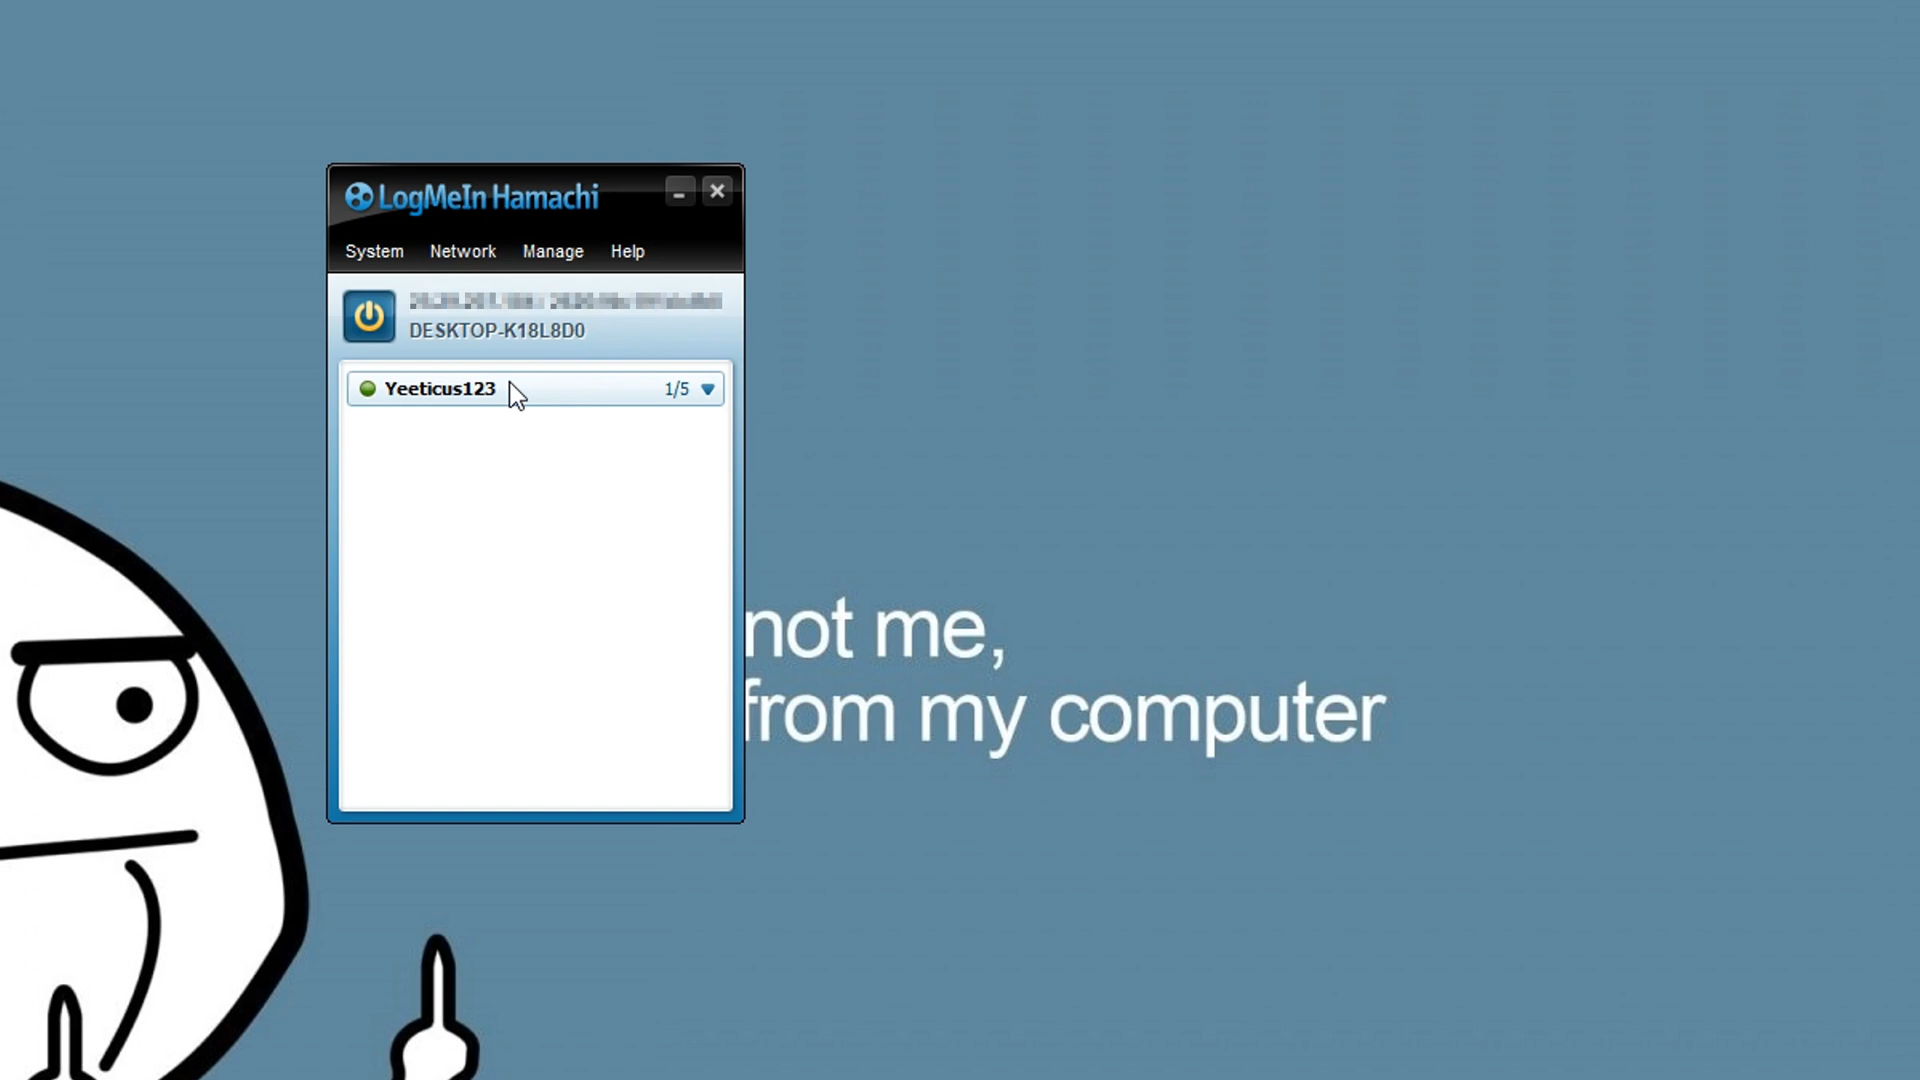 LogMeIn Hamachi
System Network Manage Help
DESKTOP-K18L8D0
Yeeticus123 1/5
not me,
from my computer